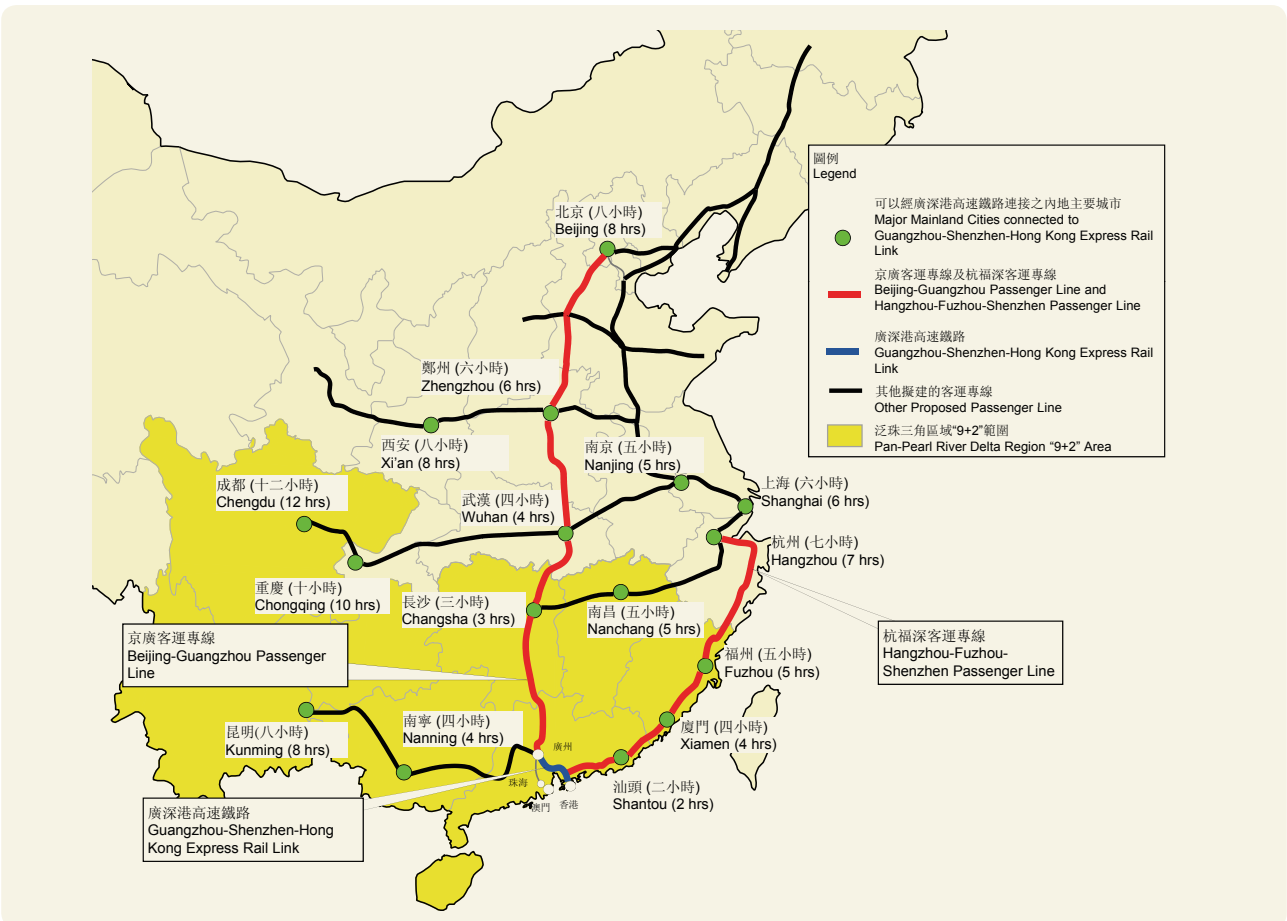 圖例
Legend
可以經廣深港高速鐵路連接之內地主要城市
Major Mainland Cities connected to
Guangzhou-Shenzhen-Hong Kong Express Rail
Link
京廣客運專線及杭福深客運專線
Beijing-Guangzhou Passenger Line and
Hangzhou-Fuzhou-Shenzhen Passenger Line
廣深港高速鐵路
Guangzhou-Shenzhen-Hong Kong Express Rail
Link
其他擬建的客運專線
Other Proposed Passenger Line
泛珠三角區域“9+2”範圍
Pan-Pearl River Delta Region “9+2” Area
北京 (八小時)
Beijing (8 hrs)
鄭州 (六小時)
Zhengzhou (6 hrs)
西安 (八小時)
Xi’an (8 hrs)
南京 (五小時)
Nanjing (5 hrs)
上海 (六小時)
Shanghai (6 hrs)
成都 (十二小時)
Chengdu (12 hrs)
武漢 (四小時)
Wuhan (4 hrs)
杭州 (七小時)
Hangzhou (7 hrs)
重慶 (十小時)
Chongqing (10 hrs)
長沙 (三小時)
Changsha (3 hrs)
南昌 (五小時)
Nanchang (5 hrs)
京廣客運專線
Beijing-Guangzhou Passenger
Line
杭福深客運專線
Hangzhou-Fuzhou-
Shenzhen Passenger Line
福州 (五小時)
Fuzhou (5 hrs)
昆明(八小時)
Kunming (8 hrs)
南寧 (四小時)
Nanning (4 hrs)
廣州
廈門 (四小時)
Xiamen (4 hrs)
珠海
澳門
香港
汕頭 (二小時)
Shantou (2 hrs)
廣深港高速鐵路
Guangzhou-Shenzhen-Hong
Kong Express Rail Link